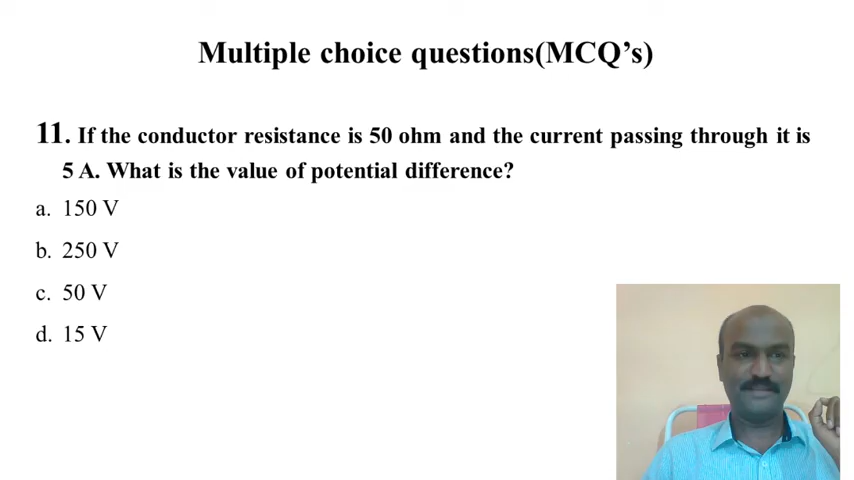 Multiple choice questions(MCQ’s)
11. If the conductor resistance is 50 ohm and the current passing through it is
5 A. What is the value of potential difference?
a. 150 V
b. 250 V
c. 50 V
d. 15 V